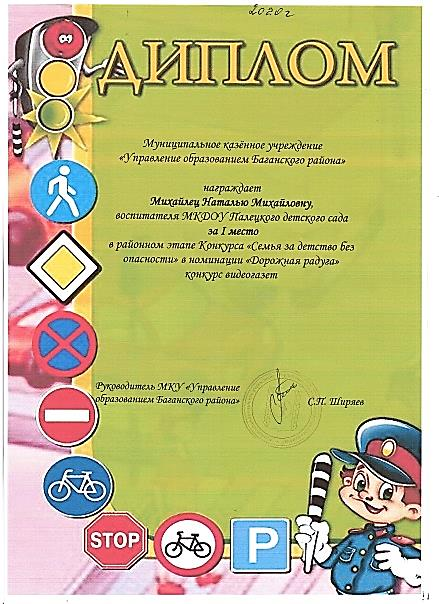 2020 г
ДИПЛОМ
Муниципальное казённое учреждение
«Управление образованием Баганского района»
награждает
Михайлец Наталью Михайловну,
воспитателя МКДОУ Палецкого детского сада
за I место
в районном этапе Конкурса «Семья за детство без
опасности» в номинации «Дорожная радуга»
конкурс видеогазет
Руководитель МКУ «Управление
образованием Баганского района»
С.П. Ширяев
STOP
P